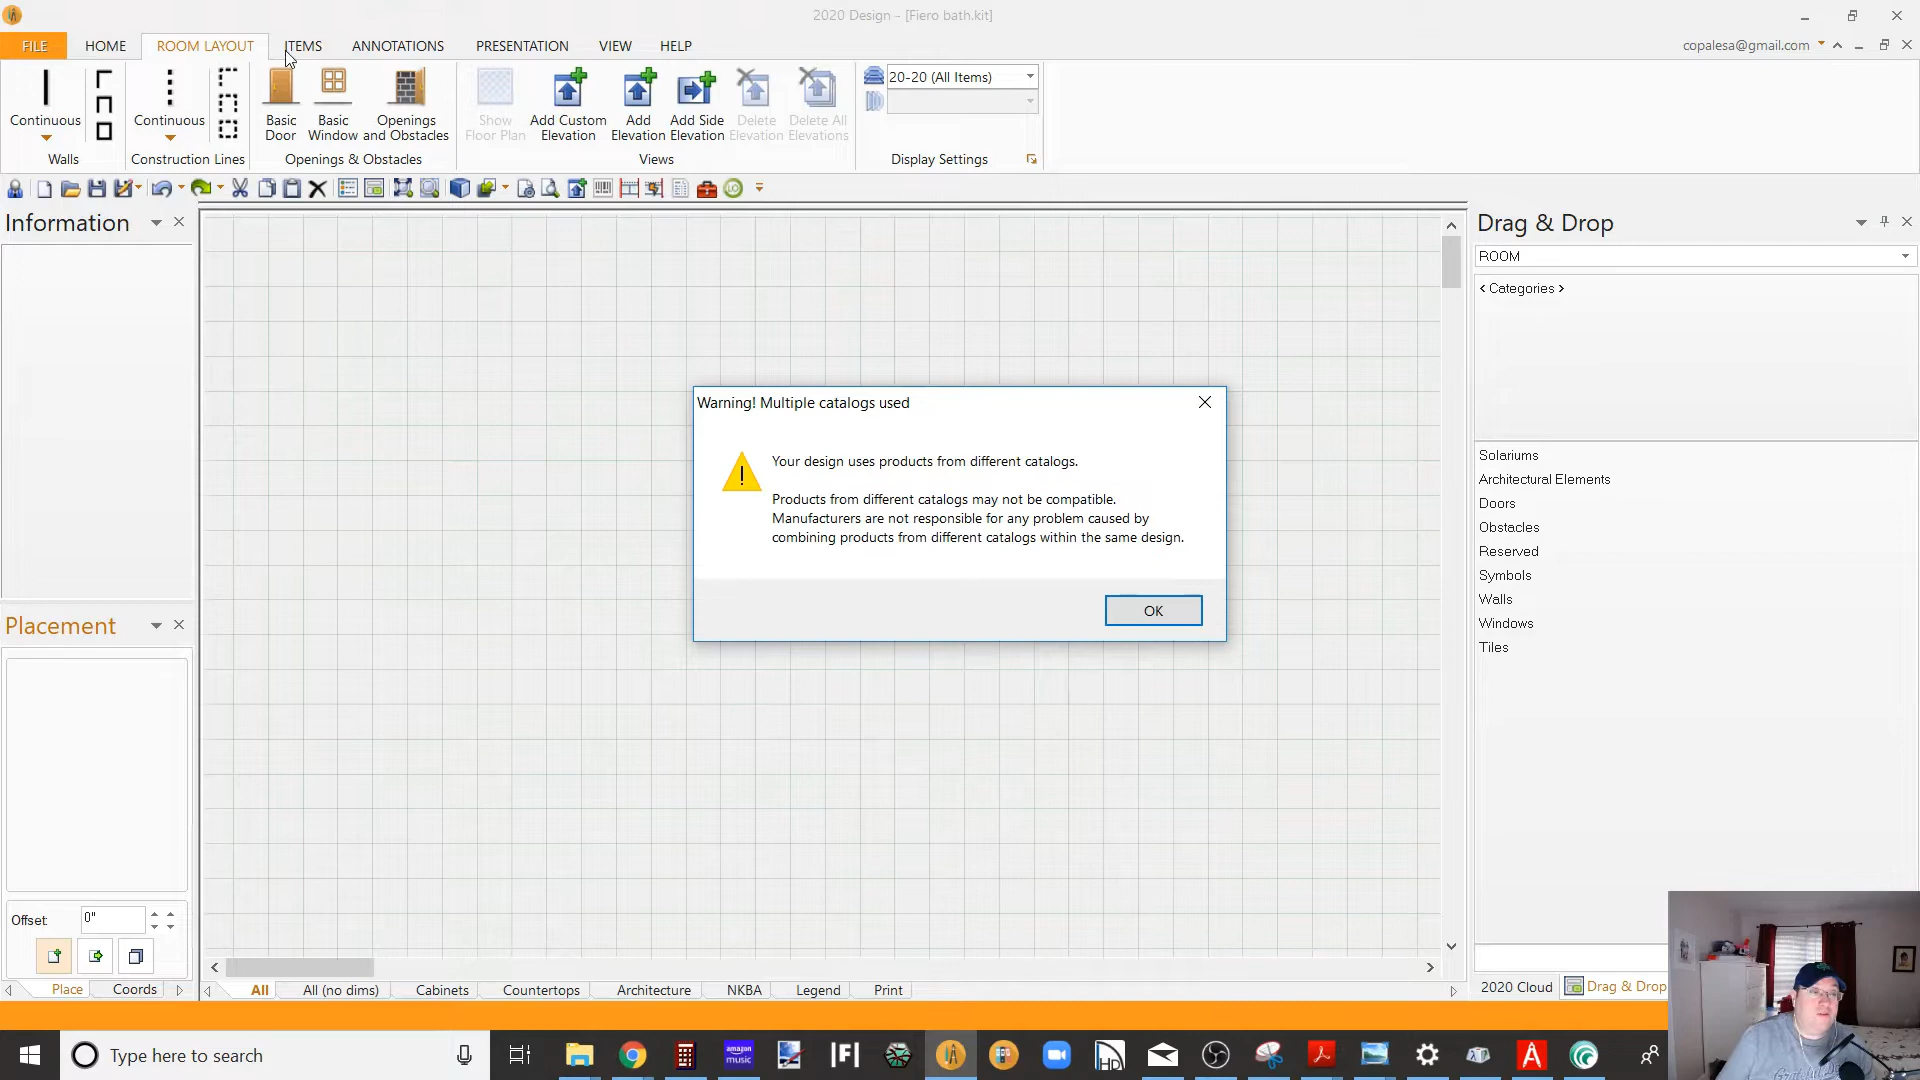 2020 Design - [Fiero bath.kit]
FILE
HOME
ROOM LAYOUT
ITEMS
ANNOTATIONS
PRESENTATION
VIEW
HELP
copalesa@gmail.com
Continuous
Walls
Continuous
Construction Lines
Basic Door
Basic Window
Openings and Obstacles
Openings & Obstacles
Show Floor Plan
Add Custom Elevation
Add Elevation
Add Side Elevation
Delete Elevation
Delete All Elevations
Views
20-20 (All Items)
Display Settings
Information
Placement
Offset:
0"
Place
Coords
Warning! Multiple catalogs used
Your design uses products from different catalogs.
Products from different catalogs may not be compatible.
Manufacturers are not responsible for any problem caused by
combining products from different catalogs within the same design.
OK
All
All (no dims)
Cabinets
Countertops
Architecture
NKBA
Legend
Print
Drag & Drop
ROOM
< Categories >
Solariums
Architectural Elements
Doors
Obstacles
Reserved
Symbols
Walls
Windows
Tiles
2020 Cloud
Drag & Drop
Type here to search
amazon music
|F|
HD